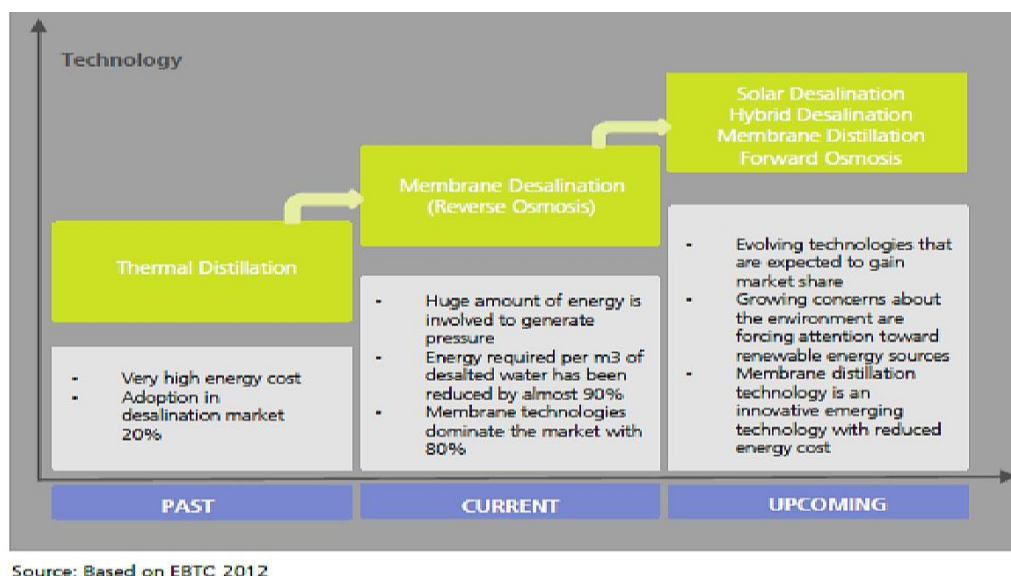 Technology
Solar Desalination
Hybrid Desalination
Membrane Distillation
Forward Osmosis
Membrane Desalination
(Reverse Osmosis)
Thermal Distillation
- Very high energy cost
- Adoption in
desalination market
20%
- Huge amount of energy is
involved to generate
pressure
- Energy required per m3 of
desalted water has been
reduced by almost 90%
- Membrane technologies
dominate the market with
80%
- Evolving technologies that
are expected to gain
market share
- Growing concerns about
the environment are
forcing attention toward
renewable energy sources
- Membrane distillation
technology is an
innovative emerging
technology with reduced
energy cost
PAST
CURRENT
UPCOMING
Source: Based on EBTC 2012